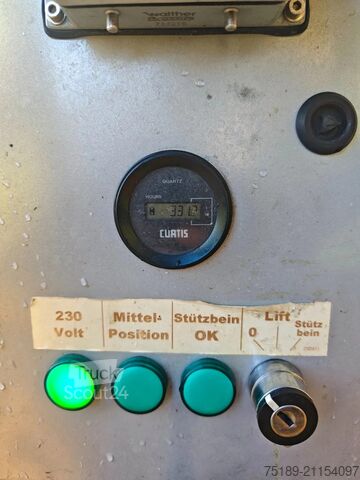 walther
QUARTZ
HOURS
CURTIS
230
Volt
Mittel-
Position
Stützbein
OK
Lift
0
Stütz
bein
Truck
Scout24
75189-21154097